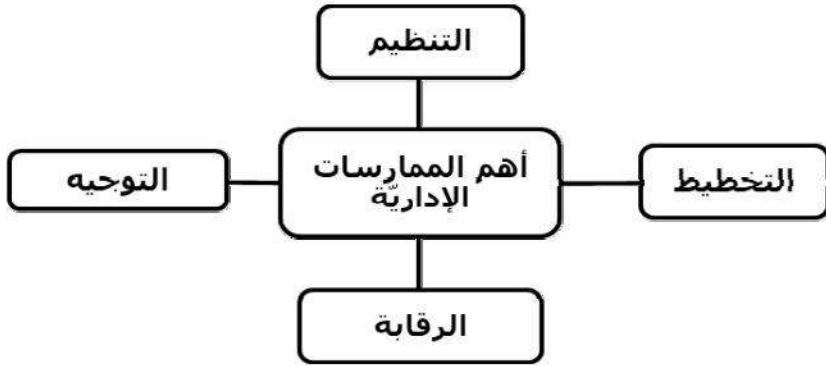 التنظيم
أهم الممارسات
الإداريّة
التخطيط
التوجيه
الرقابة